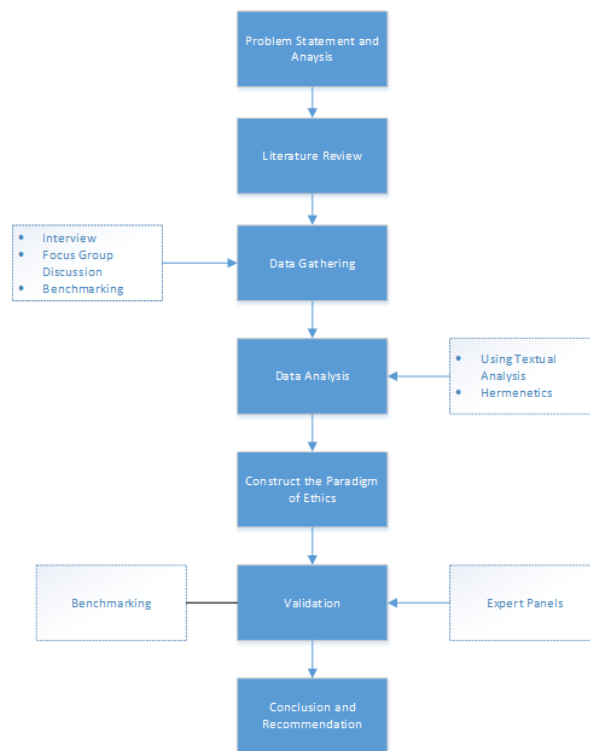 Problem Statement and
Anaysis
Literature Review
• Interview
• Focus Group
Discussion
• Benchmarking
Data Gathering
Data Analysis
• Using Textual
Analysis
• Hermenetics
Construct the Paradigm
of Ethics
Benchmarking
Validation
Expert Panels
Conclusion and
Recommendation